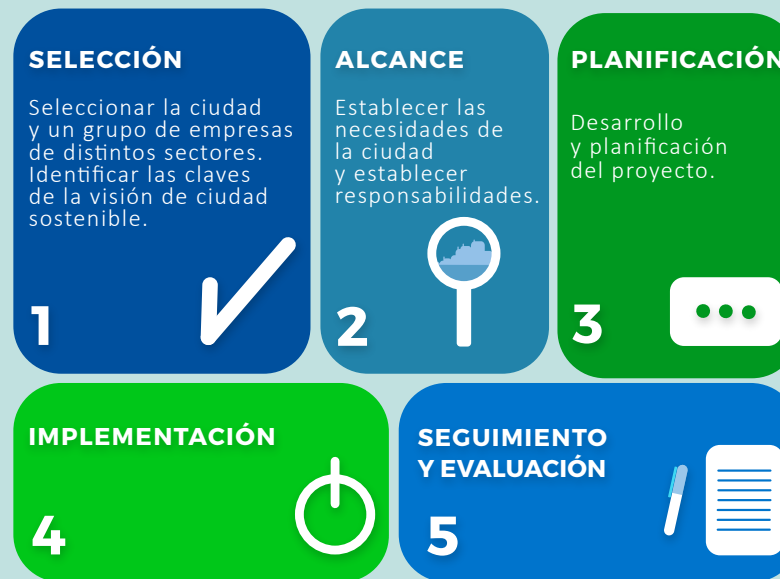 SELECCIÓN
Seleccionar la ciudad
y un grupo de empresas
de distintos sectores.
Identificar las claves
de la visión de ciudad
sostenible.
1
ALCANCE
Establecer las
necesidades de
la ciudad
y establecer
responsabilidades.
2
PLANIFICACIÓN
Desarrollo
y planificación
del proyecto.
3
IMPLEMENTACIÓN
4
SEGUIMIENTO
Y EVALUACIÓN
5